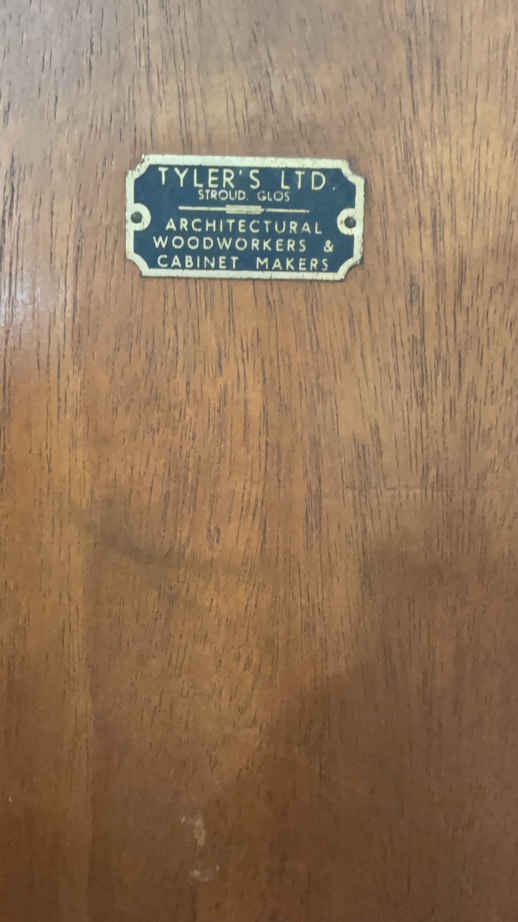 TYLER'S LTD.
STROUD. GLOS
ARCHITECTURAL
WOODWORKERS &
CABINET MAKERS